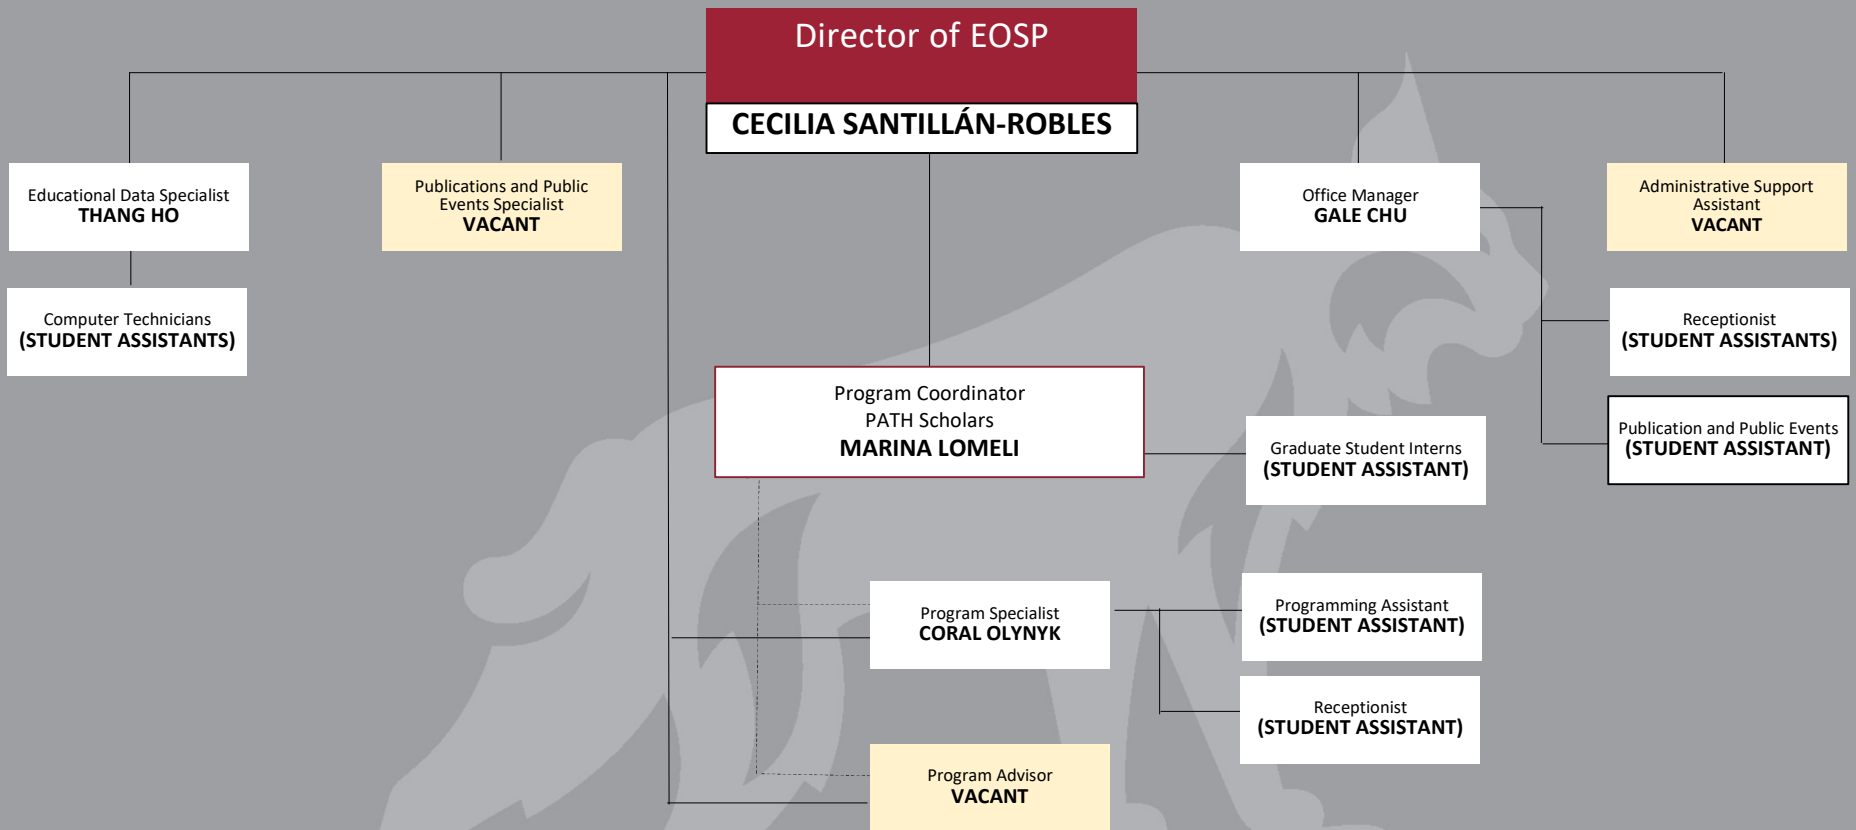 Director of EOSP
CECILIA SANTILLÁN-ROBLES
Educational Data Specialist
THANG HO
Publications and Public
Events Specialist
VACANT
Office Manager
GALE CHU
Administrative Support
Assistant
VACANT
Computer Technicians
(STUDENT ASSISTANTS)
Receptionist
(STUDENT ASSISTANTS)
Program Coordinator
PATH Scholars
MARINA LOMELI
Graduate Student Interns
(STUDENT ASSISTANT)
Publication and Public Events
(STUDENT ASSISTANT)
Program Specialist
CORAL OLYNYK
Programming Assistant
(STUDENT ASSISTANT)
Receptionist
(STUDENT ASSISTANT)
Program Advisor
VACANT